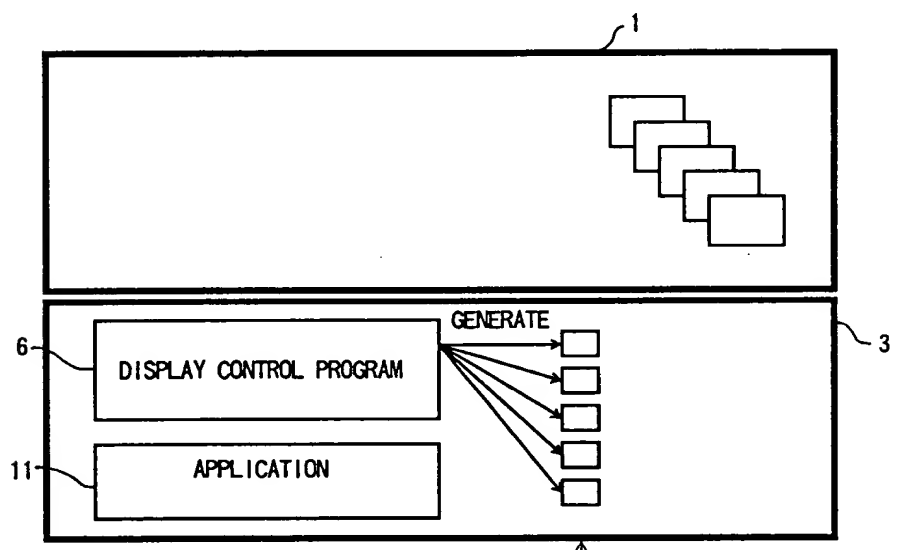 1
GENERATE
3
6
DISPLAY CONTROL PROGRAM
11
APPLICATION